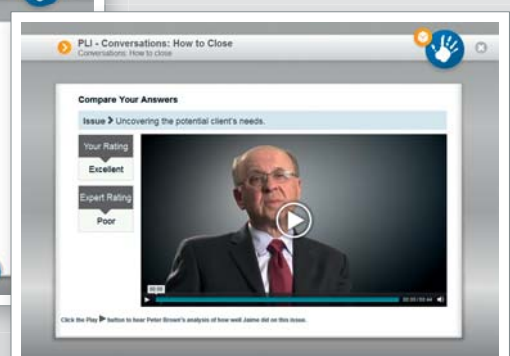 PLI - Conversations: How to Close
Conversations: How to close
Compare Your Answers
Issue > Uncovering the potential client's needs.
Your Rating
Excellent
Expert Rating
Poor
00:00
Click the Play ▶ button to hear Peter Brown's analysis of how well Jaime did on this issue.